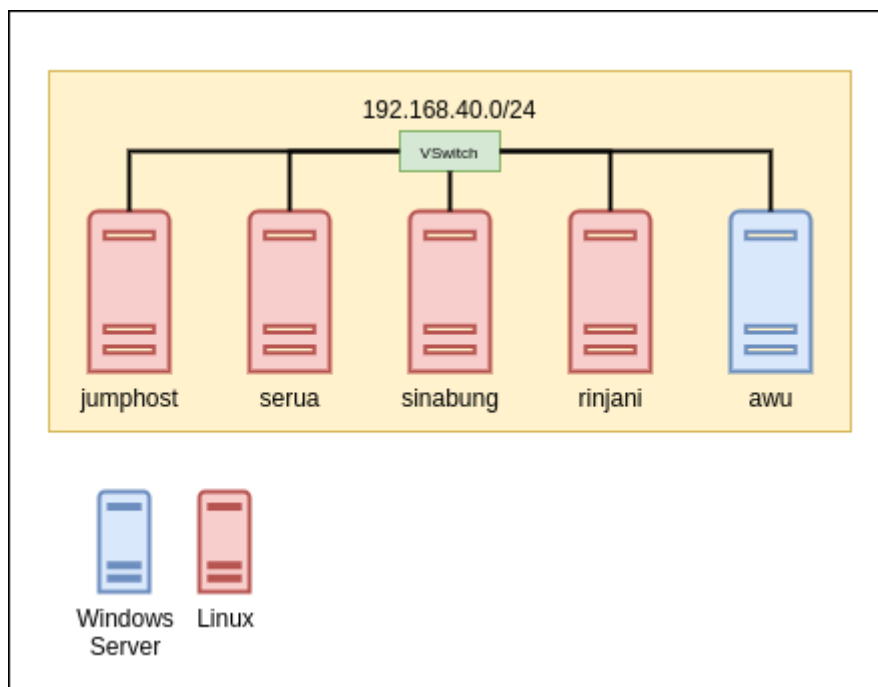 192.168.40.0/24
VSwitch
jumphost
serua
sinabung
rinjani
awu
Windows
Server
Linux